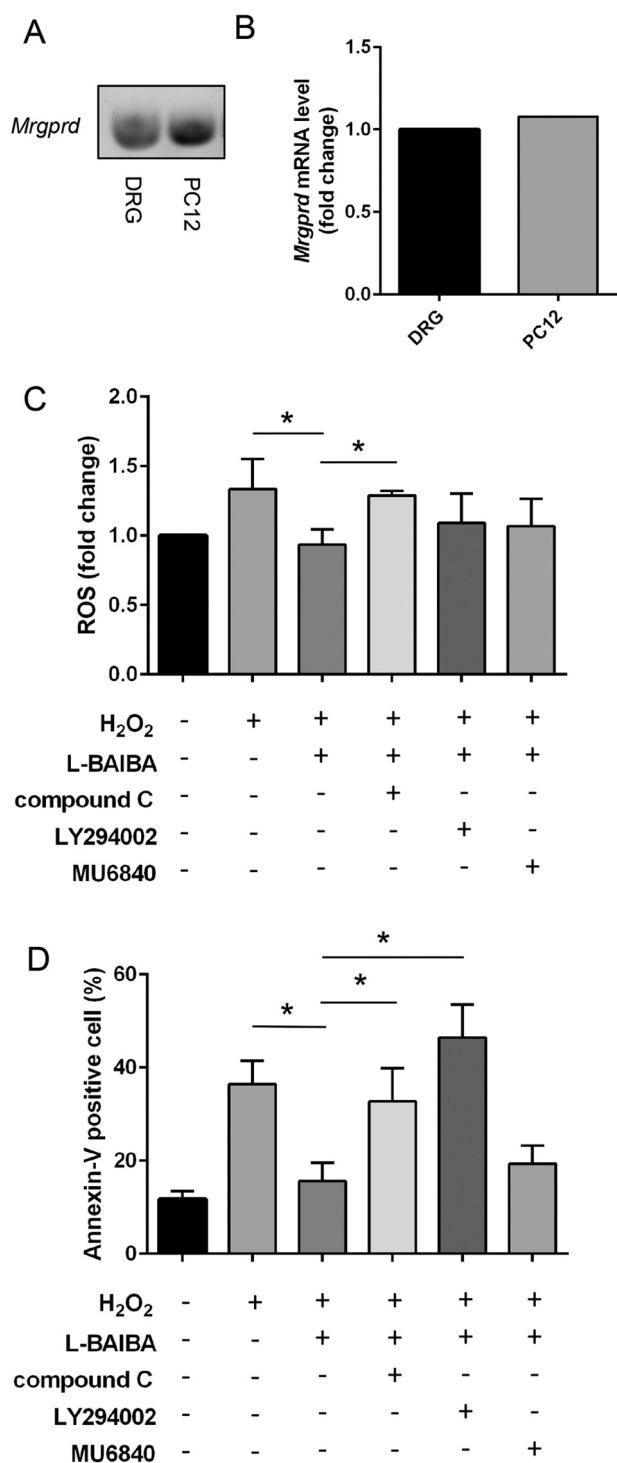 A
Mrgprd
DRG
PC12
B
Mrgprd mRNA level
(fold change)
1.5
1.0
0.5
0.0
DRG
PC12
C
ROS (fold change)
2.0
1.5
1.0
0.5
0.0
*
*
H₂O₂ - + + + + +
L-BAIBA - - + + + +
compound C - - - + - -
LY294002 - - - - + -
MU6840 - - - - - +
D
Annexin-V positive cell (%)
60
40
20
0
*
*
*
H₂O₂ - + + + + +
L-BAIBA - - + + + +
compound C - - - + - -
LY294002 - - - - + -
MU6840 - - - - - +